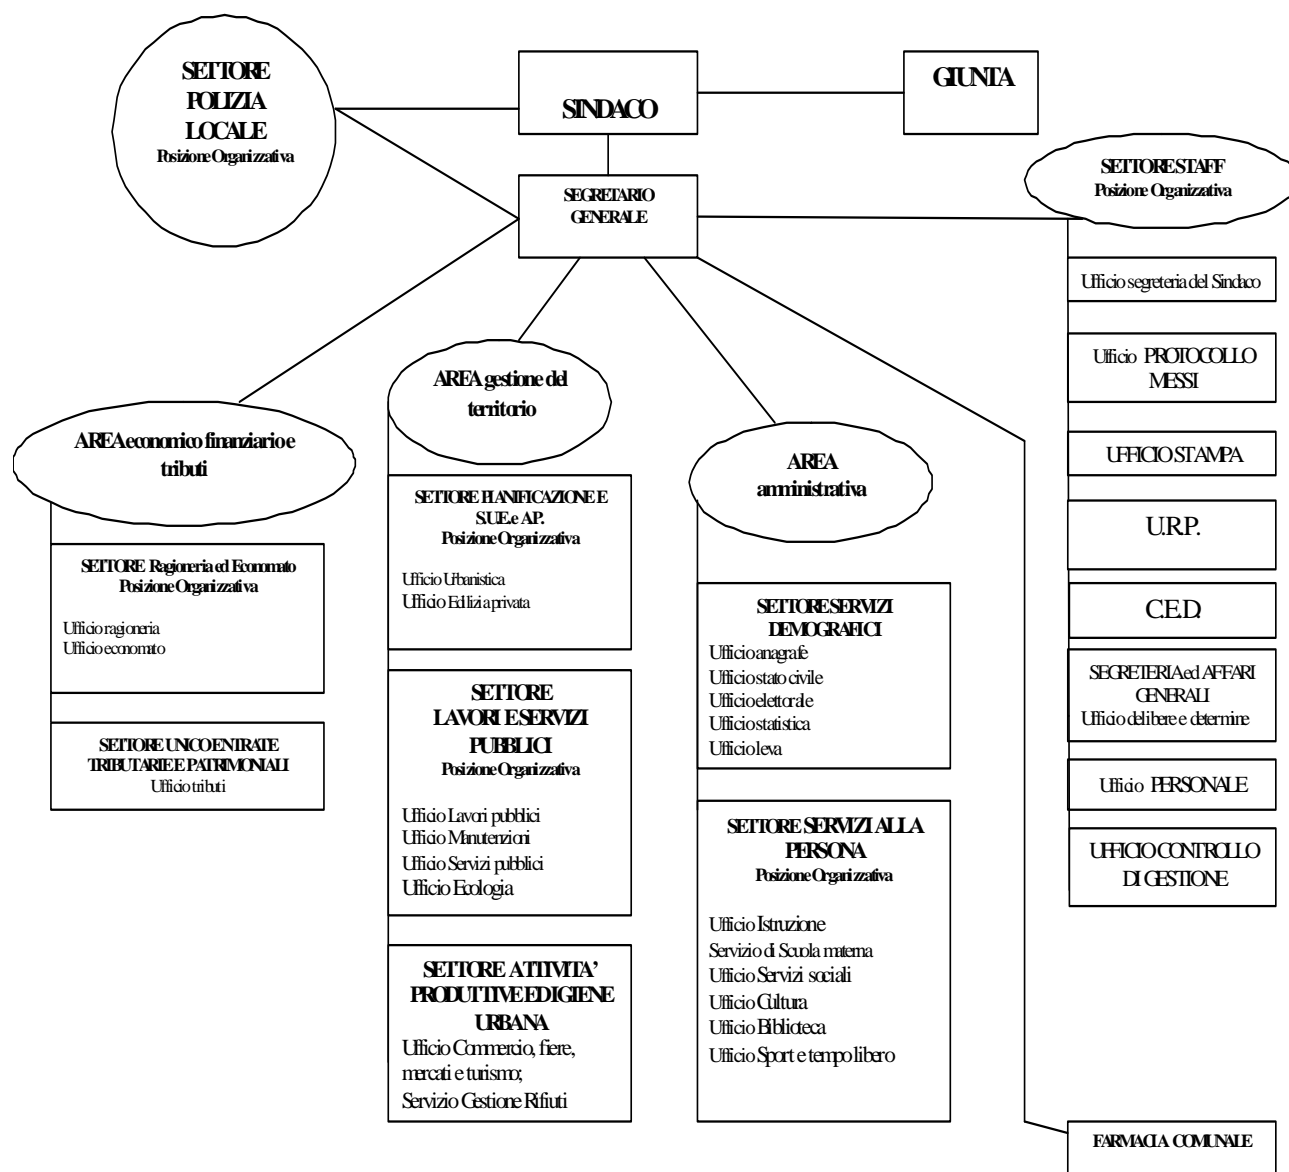 SETTORE
POLIZIA
LOCALE
Posizione Organizzativa
SINDACO
GIUNTA
SEGRETARIO
GENERALE
SETTORE STAFF
Posizione Organizzativa
Ufficio segreteria del Sindaco
Ufficio PROTOCOLLO
MESSI
UFFICIO STAMPA
U.R.P.
C.E.D.
SEGRETERIA ed AFFARI
GENERALI
Ufficio delibere e determine
Ufficio PERSONALE
UFFICIO CONTROLLO
DI GESTIONE
AREA economico finanziario e
tributi
SETTORE Ragioneria ed Economato
Posizione Organizzativa
Ufficio ragioneria
Ufficio economato
SETTORE UNICO ENTRATE
TRIBUTARIE E PATRIMONIALI
Ufficio tributi
AREA gestione del
territorio
SETTORE PIANIFICAZIONE E
S.U.E. e A.P.
Posizione Organizzativa
Ufficio Urbanistica
Ufficio Edilizia privata
SETTORE
LAVORI E SERVIZI
PUBBLICI
Posizione Organizzativa
Ufficio Lavori pubblici
Ufficio Manutenzioni
Ufficio Servizi pubblici
Ufficio Ecologia
SETTORE ATTIVITA'
PRODUTTIVE ED IGIENE
URBANA
Ufficio Commercio, fiere,
mercati e turismo;
Servizio Gestione Rifiuti
AREA
amministrativa
SETTORE SERVIZI
DEMOGRAFICI
Ufficio anagrafe
Ufficio stato civile
Ufficio elettorale
Ufficio statistica
Ufficio leva
SETTORE SERVIZI ALLA
PERSONA
Posizione Organizzativa
Ufficio Istruzione
Servizio di Scuola materna
Ufficio Servizi sociali
Ufficio Cultura
Ufficio Biblioteca
Ufficio Sport e tempo libero
FARMACIA COMUNALE